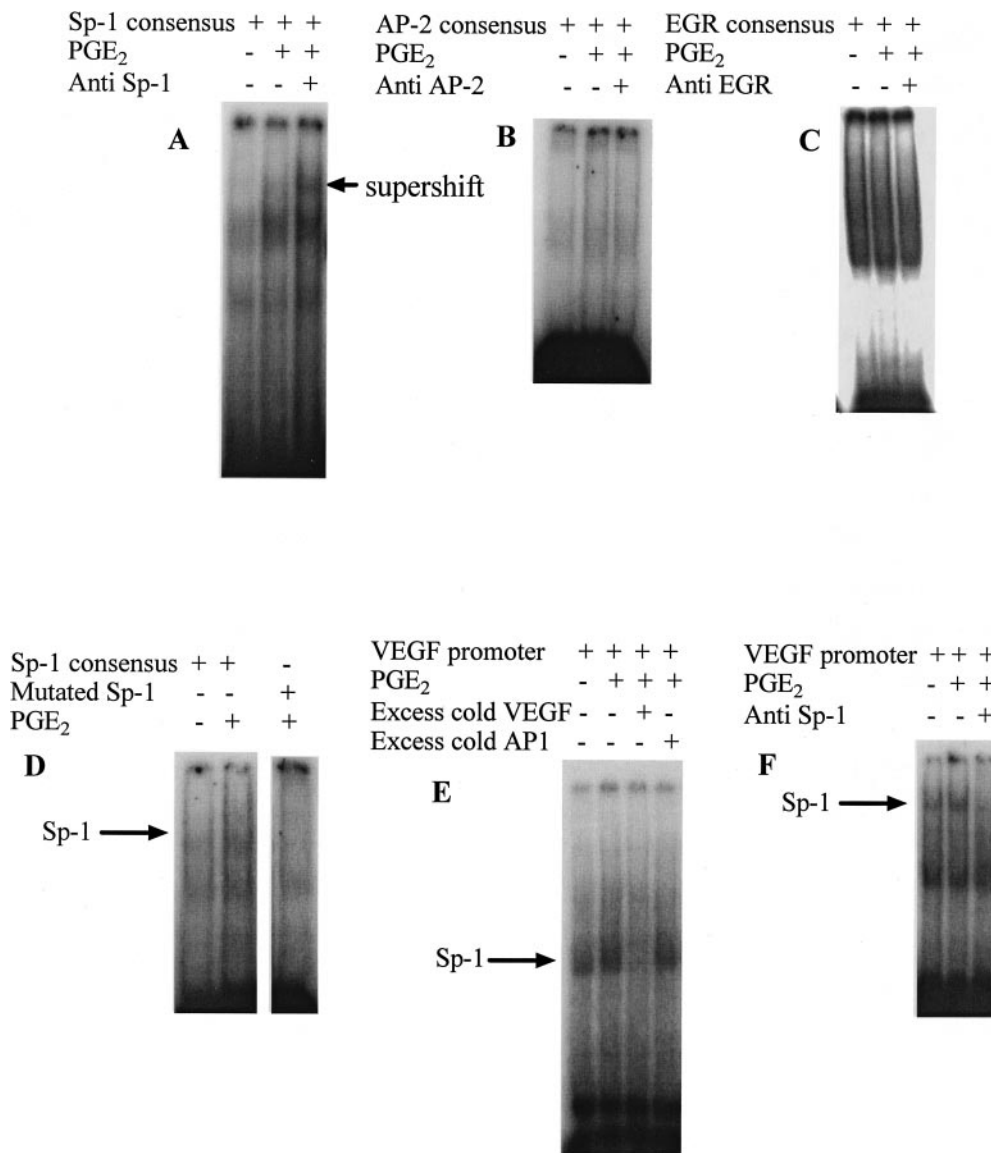 Sp-1 consensus + + +
PGE₂ - + +
Anti Sp-1 - - +
A
supershift
AP-2 consensus + + +
PGE₂ - + +
Anti AP-2 - - +
B
EGR consensus + + +
PGE₂ - + +
Anti EGR - - +
C
Sp-1 consensus + + -
Mutated Sp-1 - - +
PGE₂ - + +
D
Sp-1
VEGF promoter + + + +
PGE₂ - + + +
Excess cold VEGF - - + -
Excess cold AP1 - - - +
E
Sp-1
VEGF promoter + + +
PGE₂ - + +
Anti Sp-1 - - +
F
Sp-1